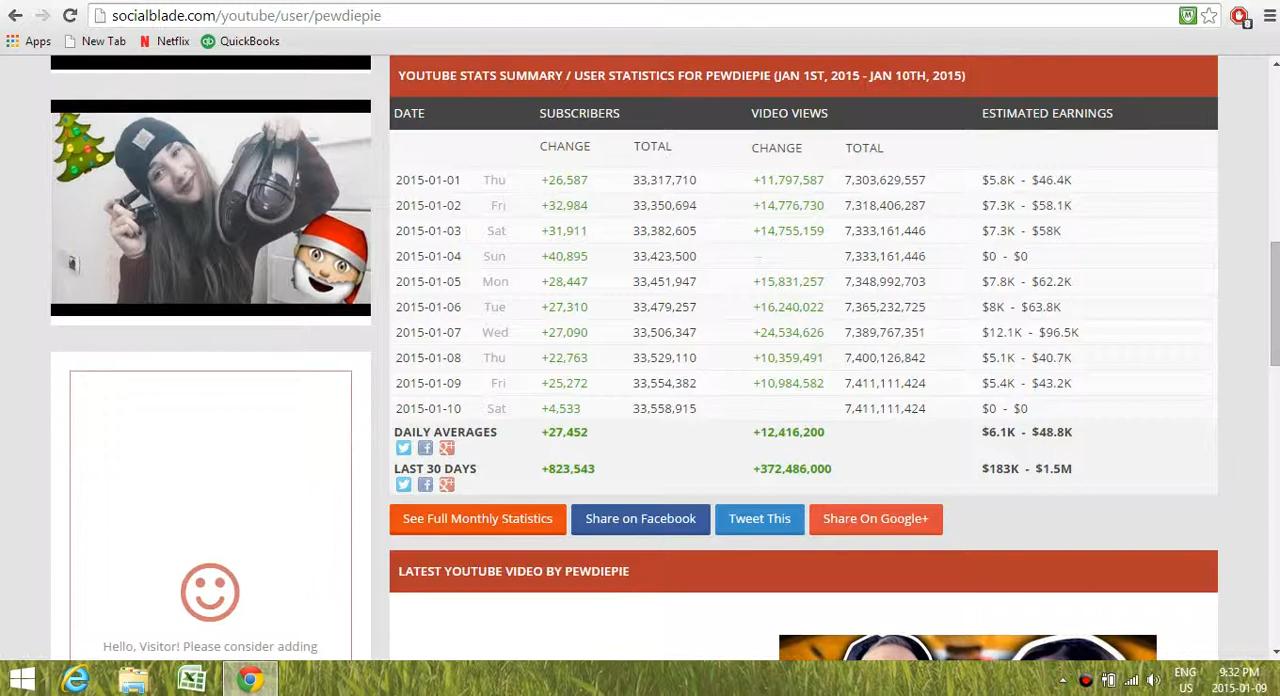 socialblade.com/youtube/user/pewdiepie
Apps New Tab Netflix QuickBooks
YOUTUBE STATS SUMMARY / USER STATISTICS FOR PEWDIEPIE (JAN 1ST, 2015 - JAN 10TH, 2015)
DATE SUBSCRIBERS VIDEO VIEWS ESTIMATED EARNINGS
CHANGE TOTAL CHANGE TOTAL
2015-01-01 Thu +26,587 33,317,710 +11,797,587 7,303,629,557 $5.8K - $46.4K
2015-01-02 Fri +32,984 33,350,694 +14,776,730 7,318,406,287 $7.3K - $58.1K
2015-01-03 Sat +31,911 33,382,605 +14,755,159 7,333,161,446 $7.3K - $58K
2015-01-04 Sun +40,895 33,423,500 -- 7,333,161,446 $0 - $0
2015-01-05 Mon +28,447 33,451,947 +15,831,257 7,348,992,703 $7.8K - $62.2K
2015-01-06 Tue +27,310 33,479,257 +16,240,022 7,365,232,725 $8K - $63.8K
2015-01-07 Wed +27,090 33,506,347 +24,534,626 7,389,767,351 $12.1K - $96.5K
2015-01-08 Thu +22,763 33,529,110 +10,359,491 7,400,126,842 $5.1K - $40.7K
2015-01-09 Fri +25,272 33,554,382 +10,984,582 7,411,111,424 $5.4K - $43.2K
2015-01-10 Sat +4,533 33,558,915 7,411,111,424 $0 - $0
DAILY AVERAGES +27,452 +12,416,200 $6.1K - $48.8K
LAST 30 DAYS +823,543 +372,486,000 $183K - $1.5M
See Full Monthly Statistics Share on Facebook Tweet This Share On Google+
LATEST YOUTUBE VIDEO BY PEWDIEPIE
Hello, Visitor! Please consider adding
ENG 9:32 PM
US 2015-01-09